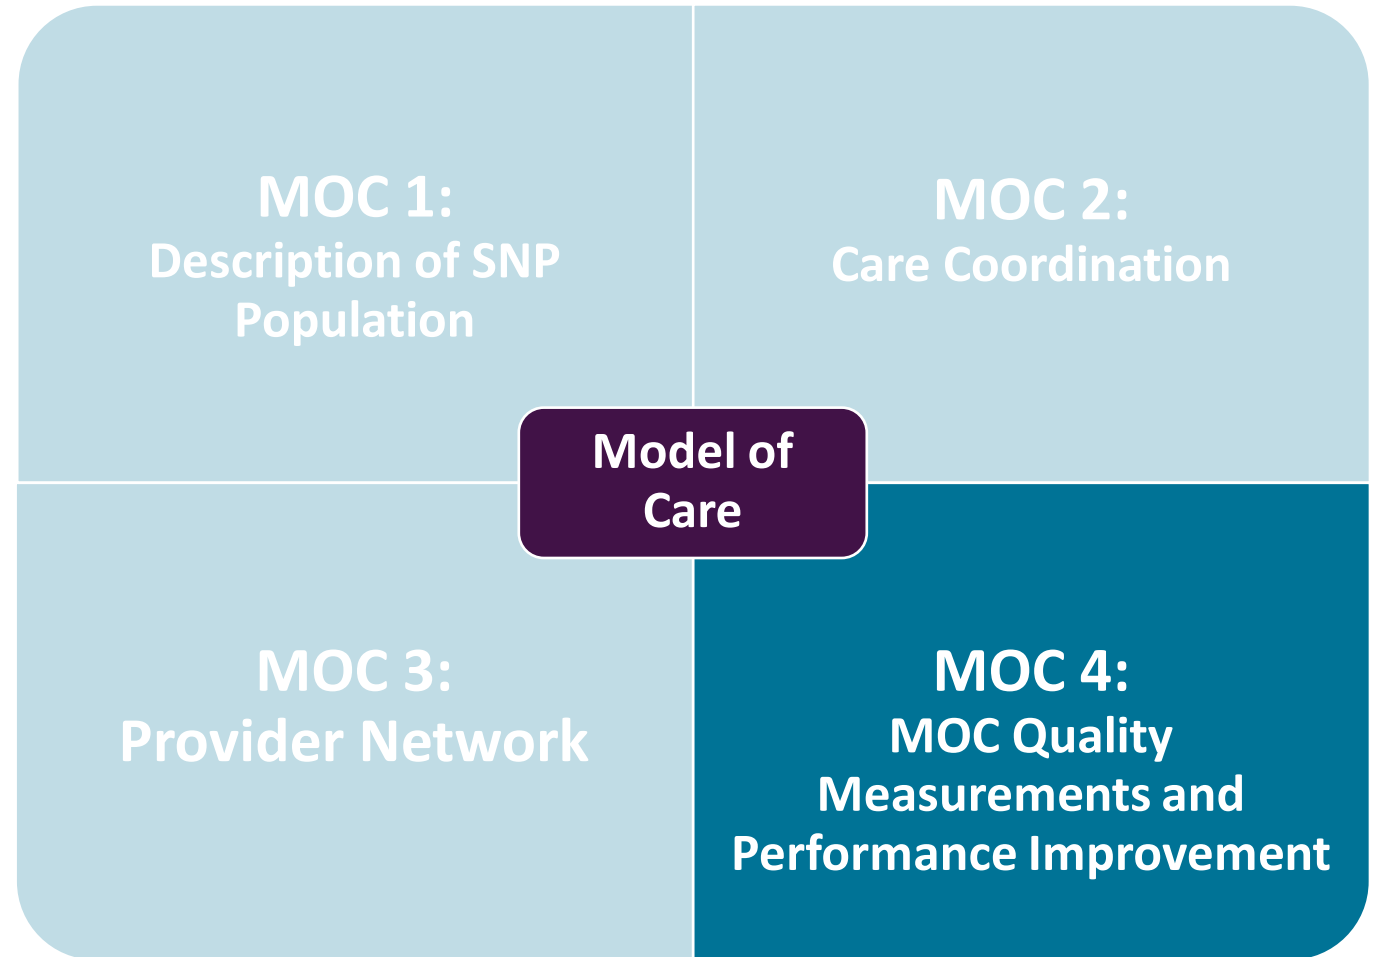 MOC 1:
Description of SNP
Population
MOC 2:
Care Coordination
Model of
Care
MOC 3:
Provider Network
MOC 4:
MOC Quality
Measurements and
Performance Improvement